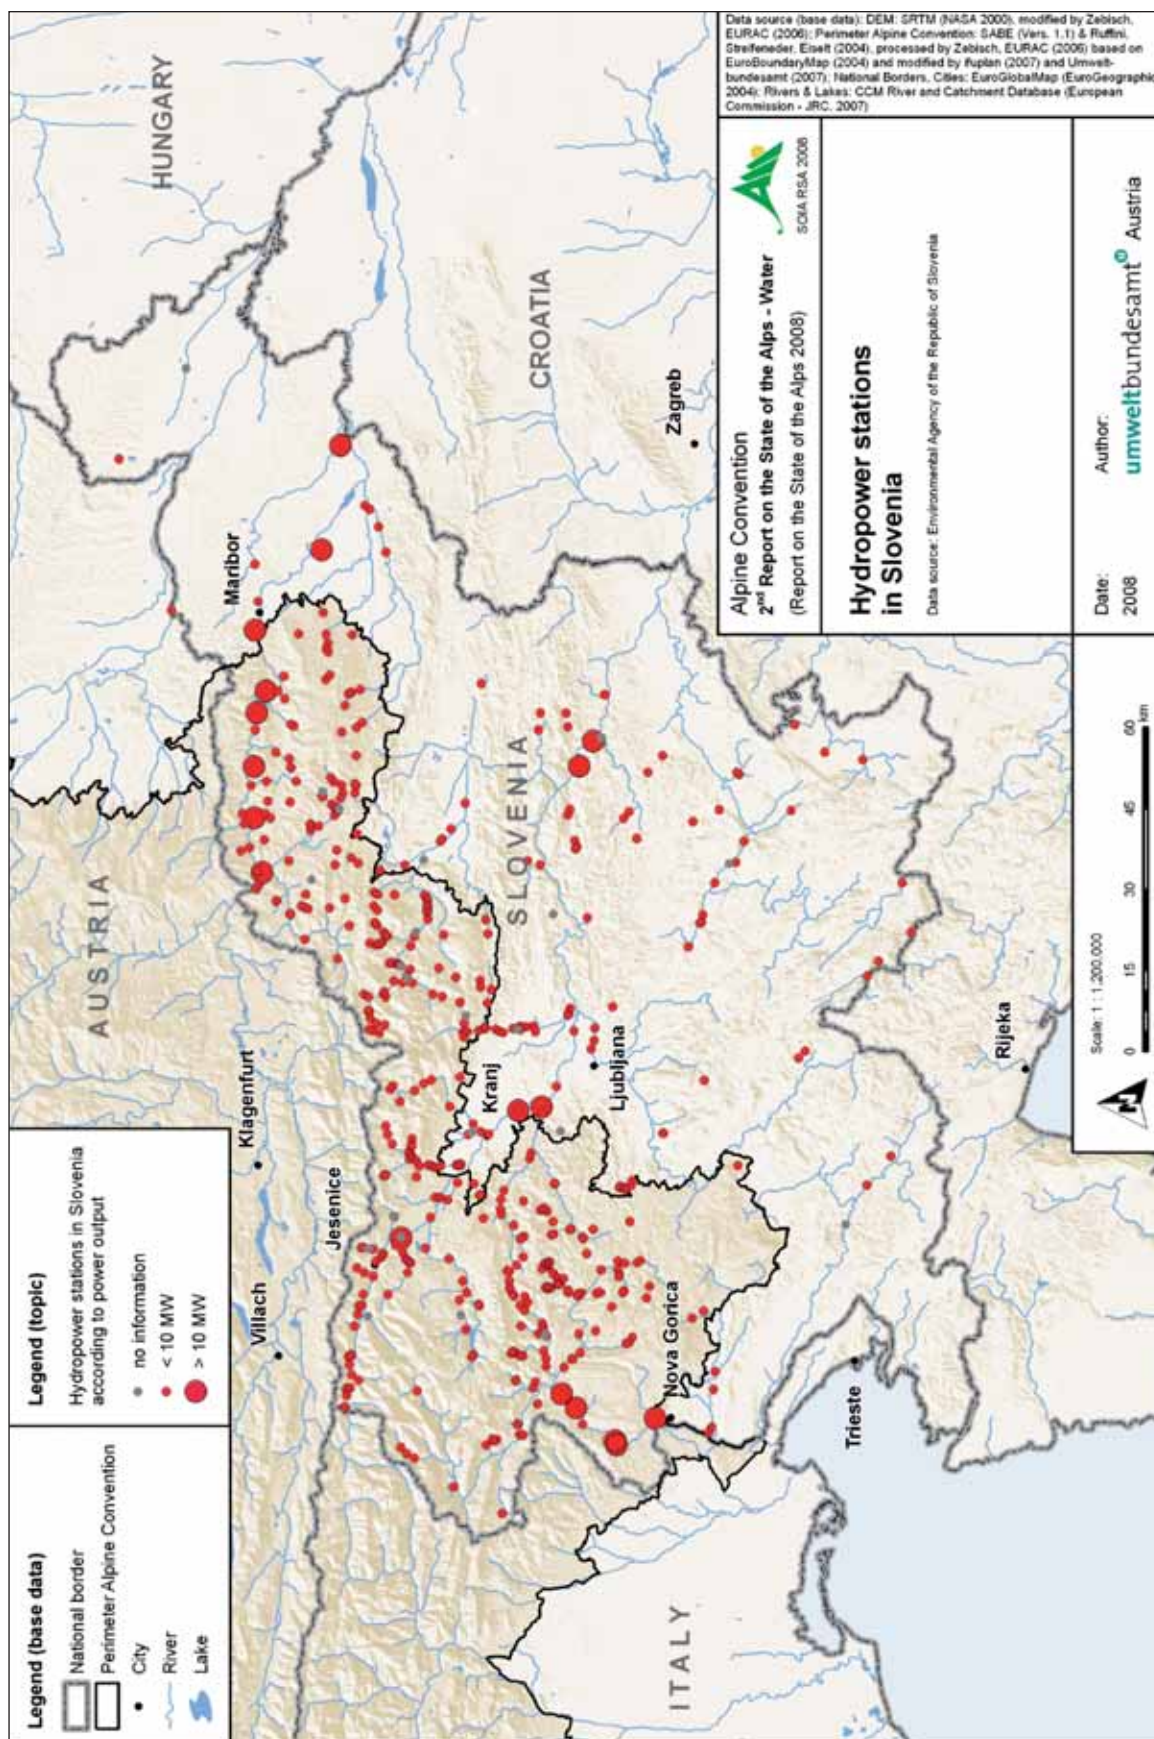 Legend (base data)
National border
Perimeter Alpine Convention
City
River
Lake
Legend (topic)
Hydropower stations in Slovenia
according to power output
no information
< 10 MW
> 10 MW
AUSTRIA
HUNGARY
Villach
Klagenfurt
Jesenice
Maribor
Kranj
SLOVENIA
CROATIA
Ljubljana
Nova Gorica
Zagreb
ITALY
Trieste
Rijeka
N
Scale: 1 : 1.200.000
0 15 30 45 60
km
Data source (base data): DEM: SRTM (NASA 2000), modified by Zebisch,
EURAC (2006); Perimeter Alpine Convention: SABE (Vers. 1.1) & Ruffini,
Streifeneder, Eiselt (2004), processed by Zebisch, EURAC (2006) based on
EuroBoundaryMap (2004) and modified by ifuplan (2007) and Umwelt-
bundesamt (2007); National Borders, Cities: EuroGlobalMap (EuroGeographic
2004); Rivers & Lakes: CCM River and Catchment Database (European
Commission - JRC, 2007)
Alpine Convention
2nd Report on the State of the Alps - Water
(Report on the State of the Alps 2008)
SOIA RSA 2008
Hydropower stations
in Slovenia
Data source: Environmental Agency of the Republic of Slovenia
Date:
2008
Author:
umweltbundesamt Austria